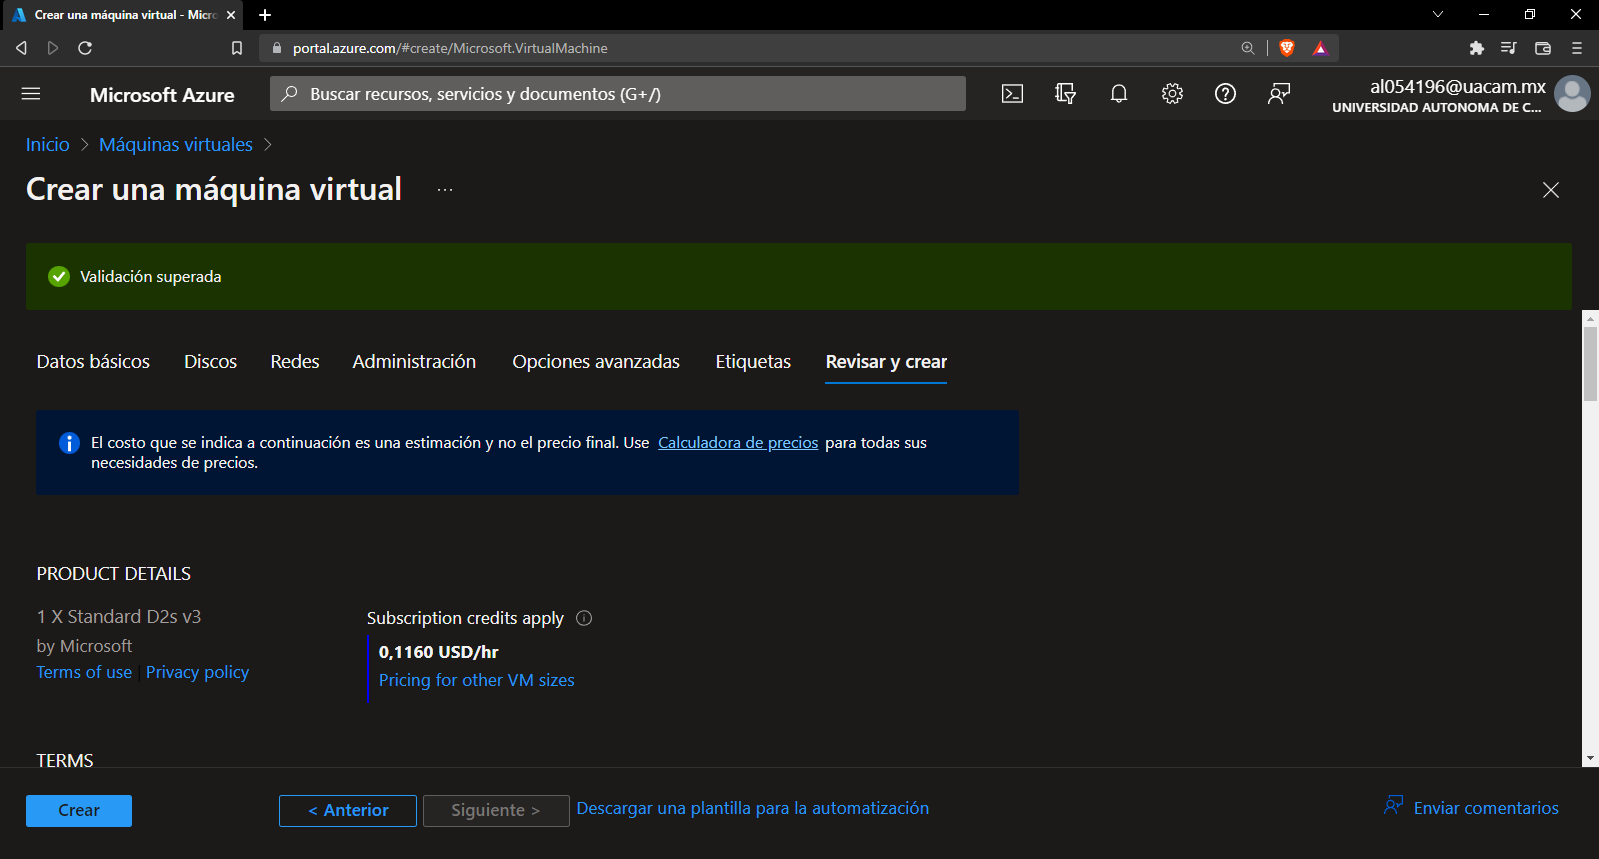 Crear una máquina virtual - Micro
portal.azure.com/#create/Microsoft.VirtualMachine
Microsoft Azure
Buscar recursos, servicios y documentos (G+/)
al054196@uacam.mx
UNIVERSIDAD AUTONOMA DE C...
Inicio > Máquinas virtuales >
Crear una máquina virtual ...
Validación superada
Datos básicos Discos Redes Administración Opciones avanzadas Etiquetas Revisar y crear
El costo que se indica a continuación es una estimación y no el precio final. Use Calculadora de precios para todas sus
necesidades de precios.
PRODUCT DETAILS
1 X Standard D2s v3
by Microsoft
Terms of use | Privacy policy
Subscription credits apply
0,1160 USD/hr
Pricing for other VM sizes
TERMS
Crear < Anterior Siguiente > Descargar una plantilla para la automatización Enviar comentarios